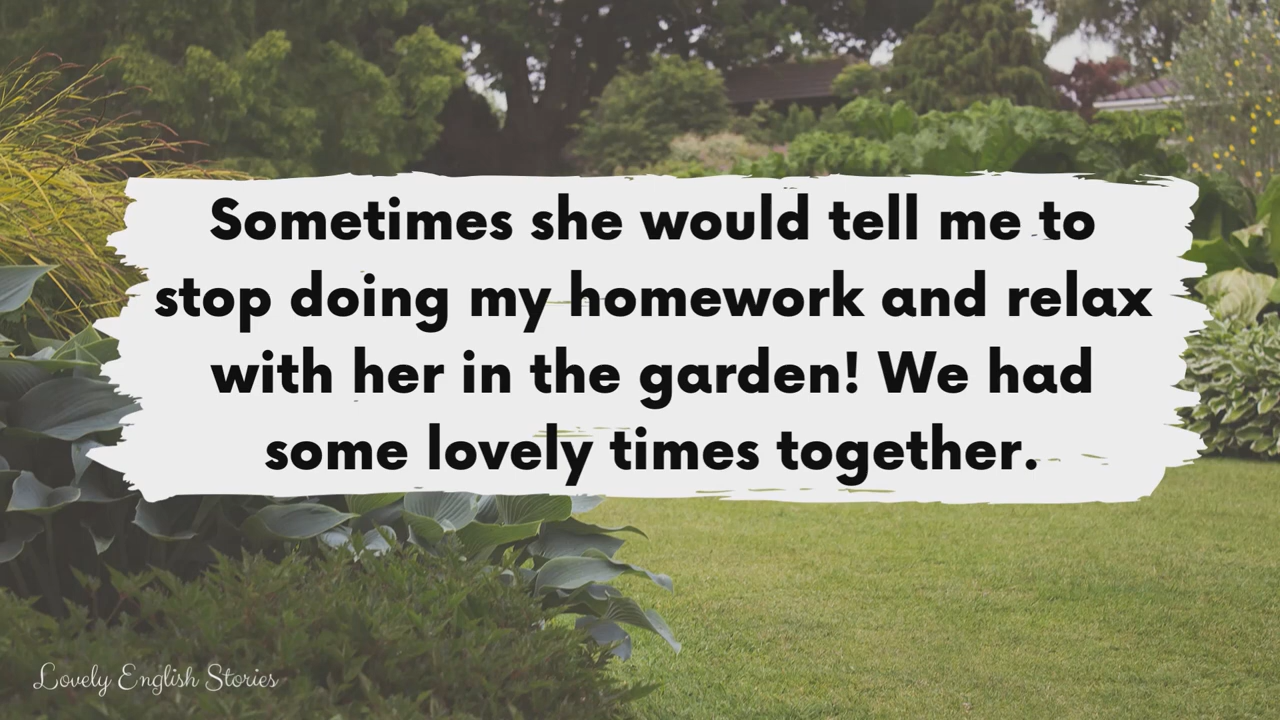 Sometimes she would tell me to
stop doing my homework and relax
with her in the garden! We had
some lovely times together.
Lovely English Stories